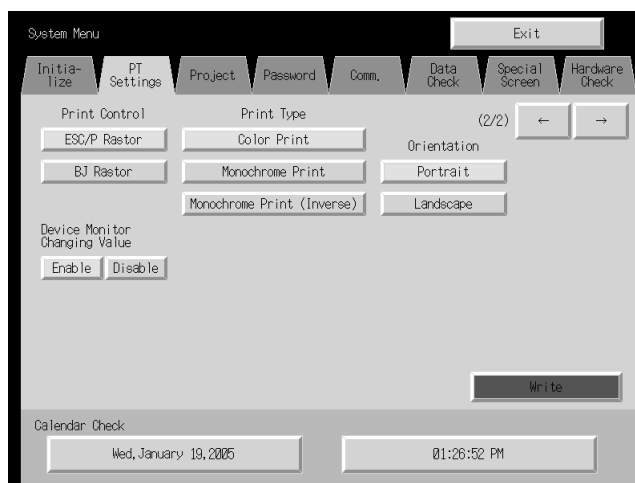 System Menu
Exit
Initia-
lize
PT
Settings
Project
Password
Comm.
Data
Check
Special
Screen
Hardware
Check
Print Control
Print Type
(2/2)
←
→
ESC/P Rastor
Color Print
Orientation
BJ Rastor
Monochrome Print
Portrait
Monochrome Print (Inverse)
Landscape
Device Monitor
Changing Value
Enable
Disable
Write
Calendar Check
Wed,January 19,2005
01:26:52 PM